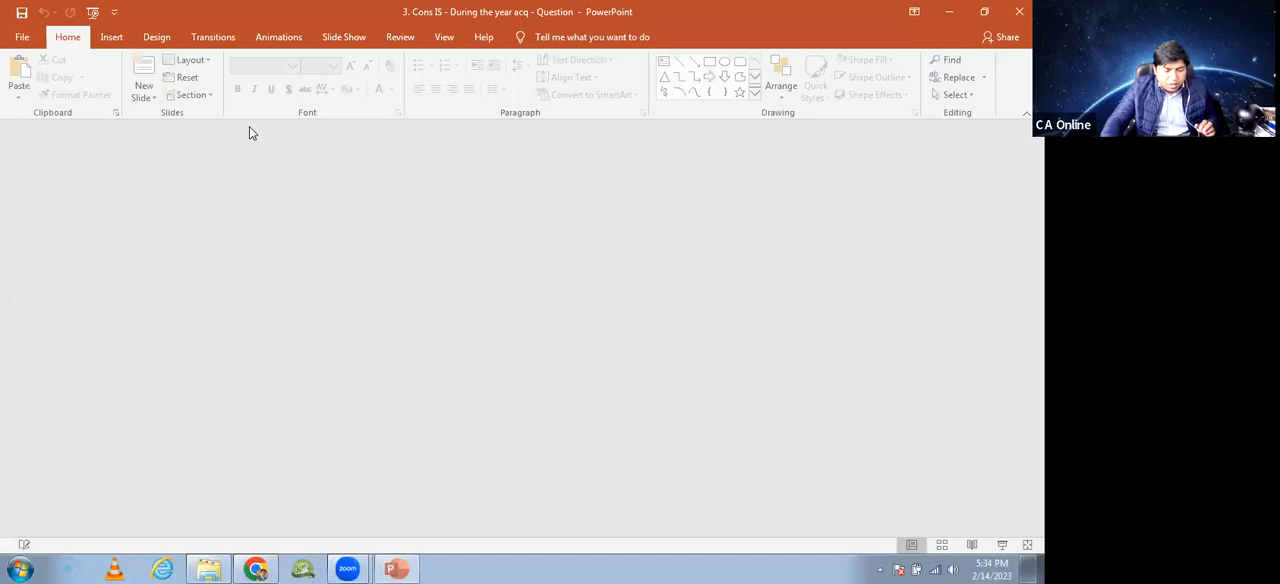 3. Cons IS - During the year acq - Question - PowerPoint
File Home Insert Design Transitions Animations Slide Show Review View Help Tell me what you want to do Share
Paste
Cut
Copy
Format Painter
Clipboard
New
Slide
Layout
Reset
Section
Slides
Font
Text Direction
Align Text
Convert to SmartArt
Paragraph
Arrange
Quick
Styles
Shape Fill
Shape Outline
Shape Effects
Drawing
Find
Replace
Select
Editing
C A Online
zoom
5:34 PM
2/14/2023